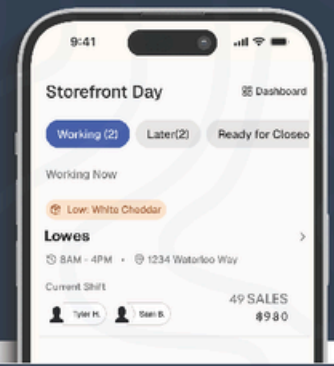 9:41
Storefront Day
Dashboard
Working (2)
Later(2)
Ready for Closeo
Working Now
Low: White Cheddar
Lowes
8AM - 4PM • 1234 Waterloo Way
Current Shift
Tyler H.
Sean B.
49 SALES
$980